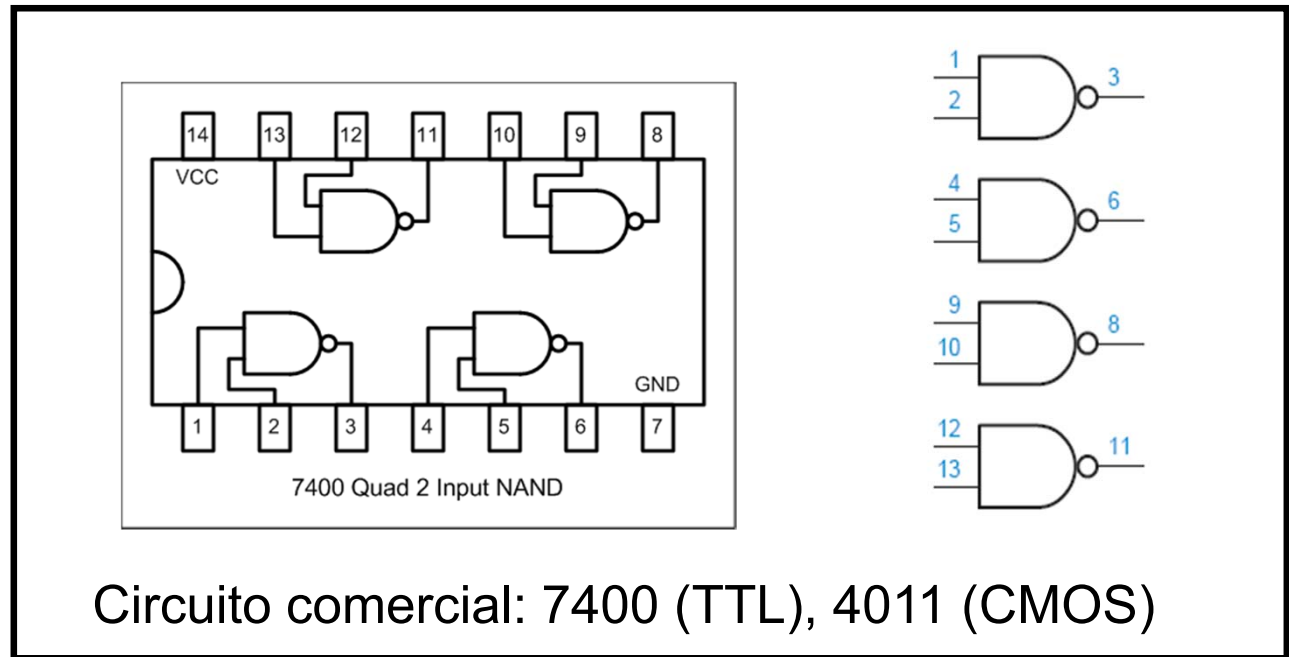 14 13 12 11 10 9 8
VCC
GND
1 2 3 4 5 6 7
7400 Quad 2 Input NAND
1
2
3
4
5
6
9
10
8
12
13
11
Circuito comercial: 7400 (TTL), 4011 (CMOS)